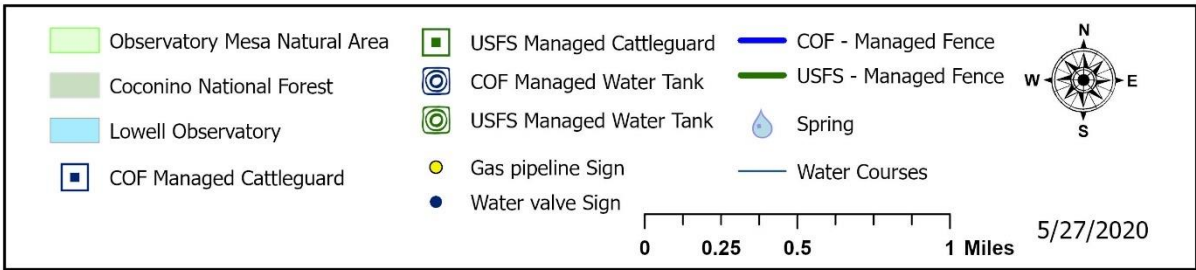 Observatory Mesa Natural Area
Coconino National Forest
Lowell Observatory
COF Managed Cattleguard
USFS Managed Cattleguard
COF Managed Water Tank
USFS Managed Water Tank
Gas pipeline Sign
Water valve Sign
COF - Managed Fence
USFS - Managed Fence
Spring
Water Courses
N
W E
S
0 0.25 0.5 1 Miles
5/27/2020